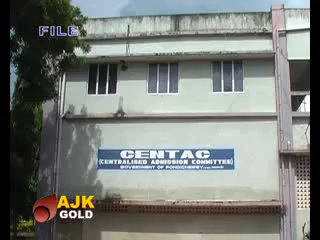 FILE
CENTAC
(CENTRALISED ADMISSION COMMITTEE)
GOVERNMENT OF PONDICHERRY
AJK
GOLD